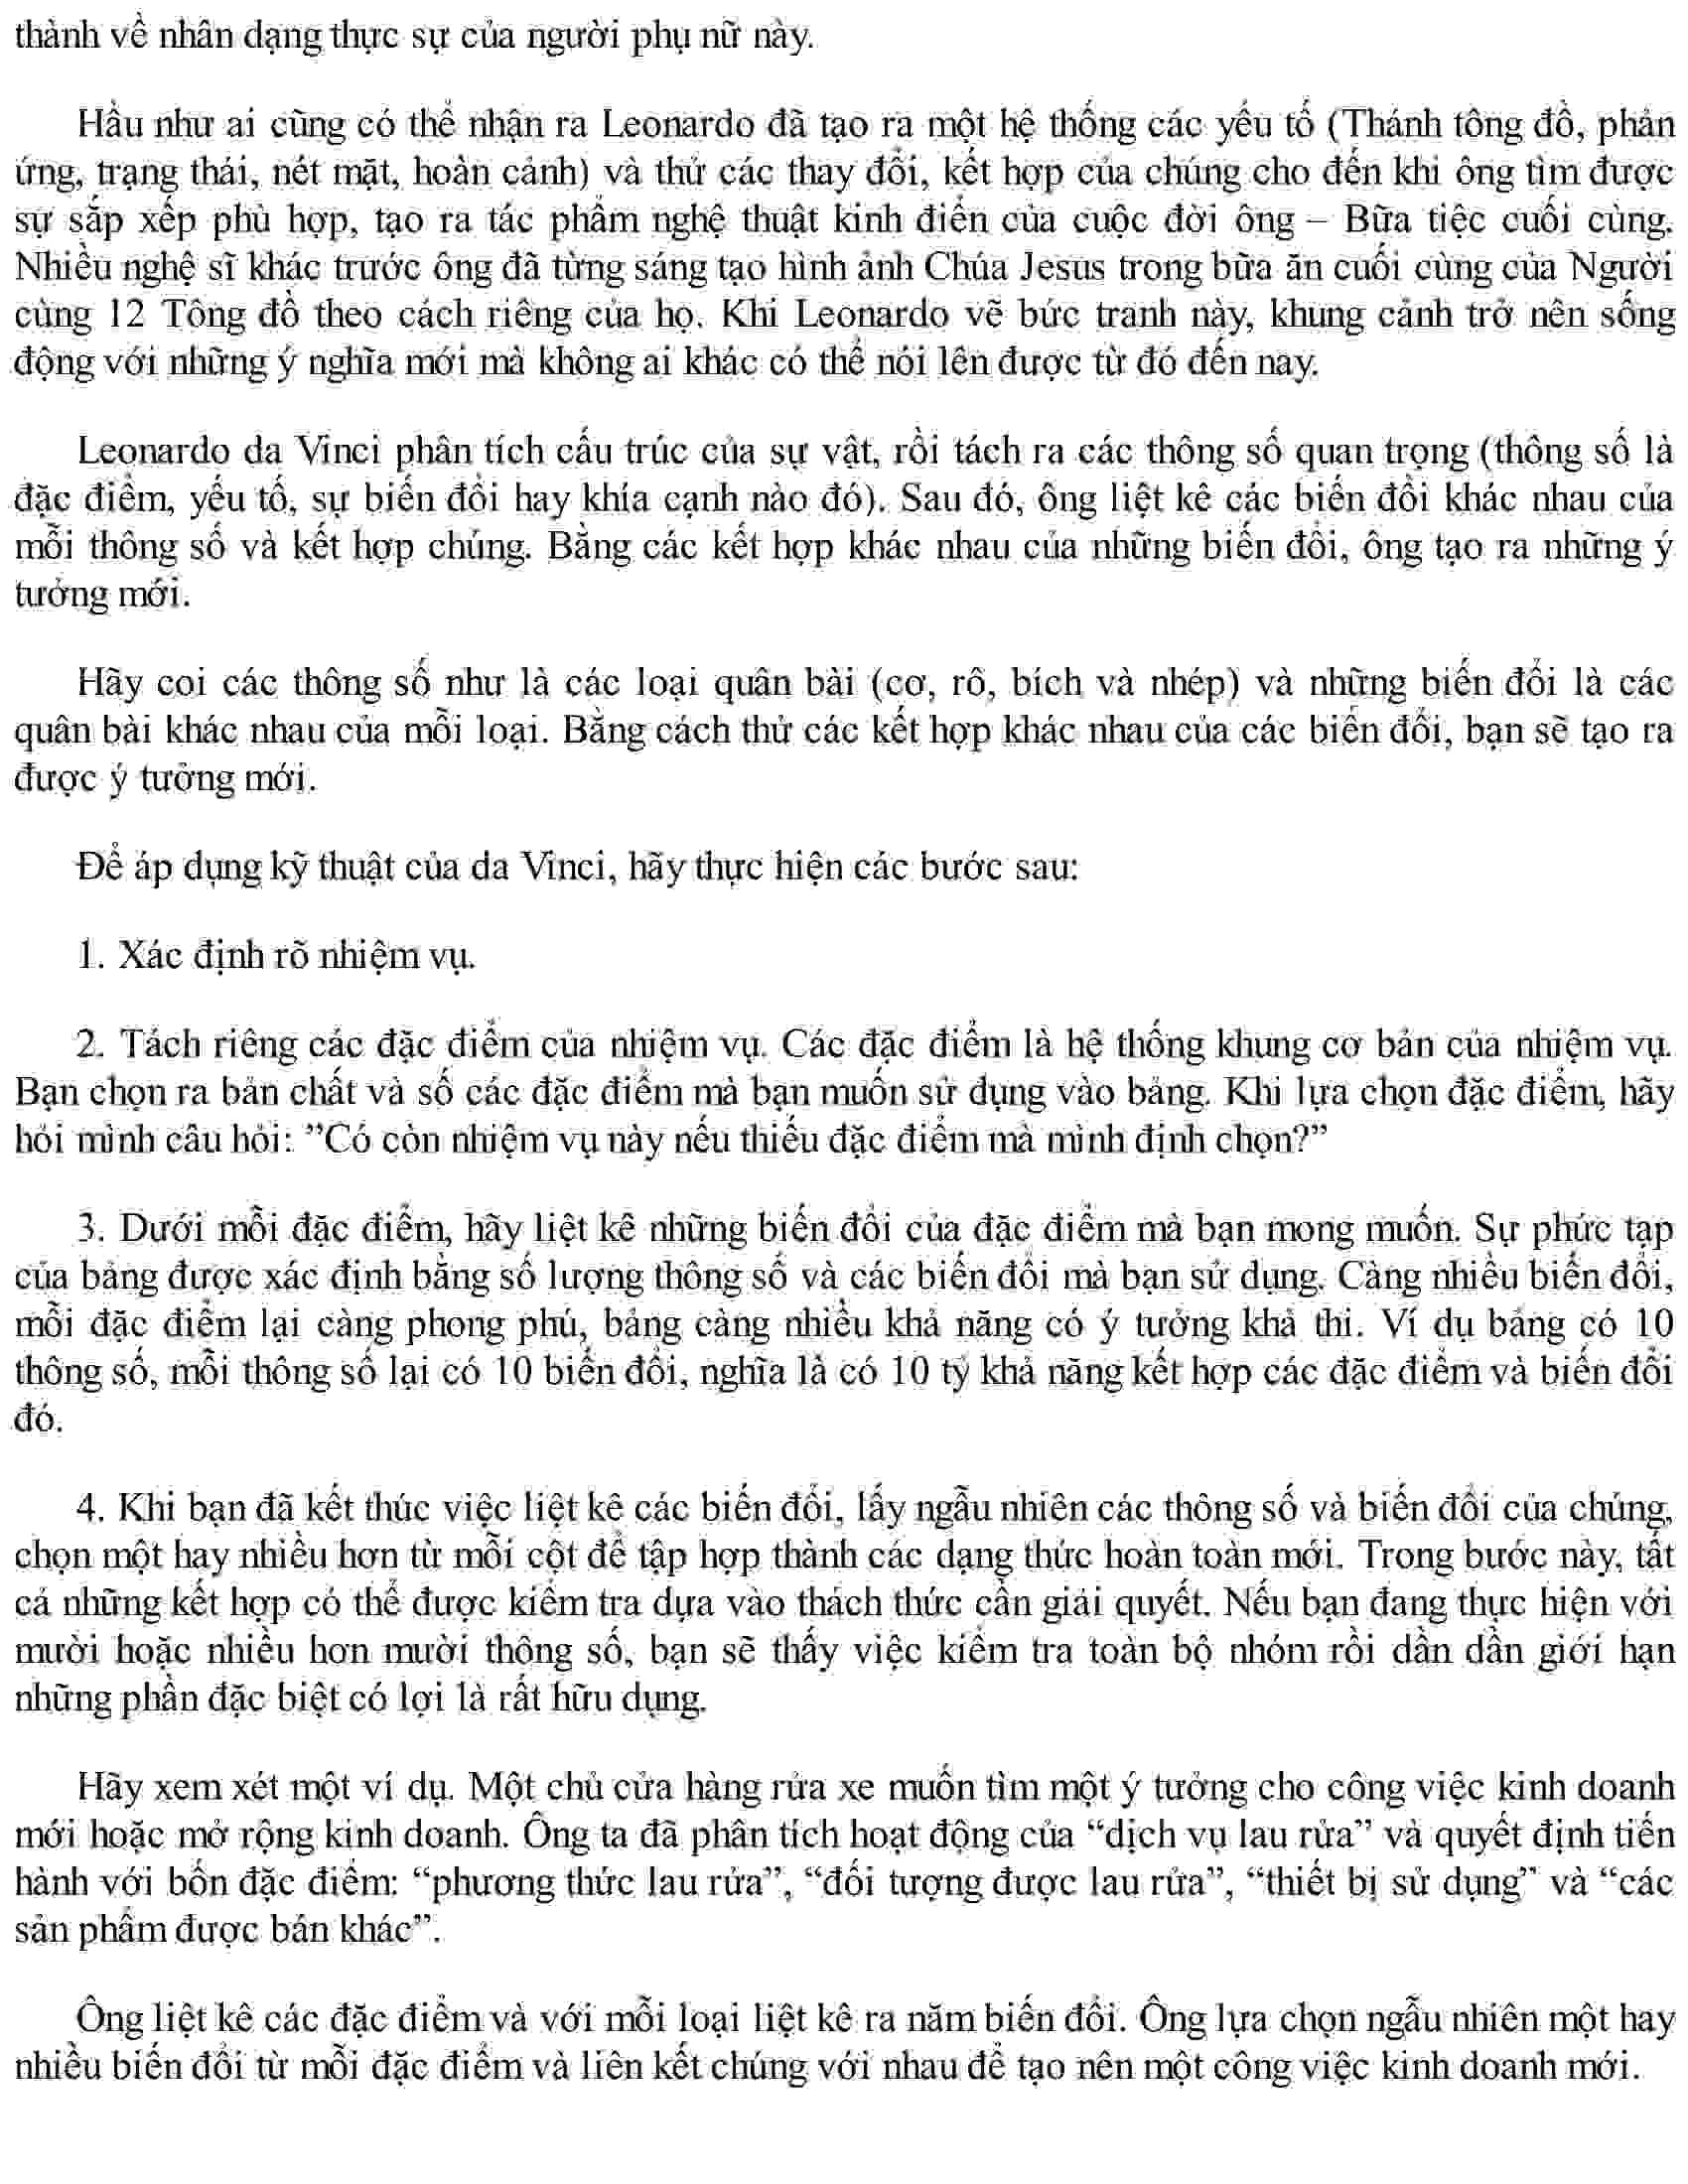 thành về nhân dạng thực sự của người phụ nữ này.
Hầu như ai cũng có thể nhận ra Leonardo đã tạo ra một hệ thống các yếu tố (Thánh tông đồ, phản
ứng, trạng thái, nét mặt, hoàn cảnh) và thử các thay đổi, kết hợp của chúng cho đến khi ông tìm được
sự sắp xếp phù hợp, tạo ra tác phẩm nghệ thuật kinh điển của cuộc đời ông – Bữa tiệc cuối cùng.
Nhiều nghệ sĩ khác trước ông đã từng sáng tạo hình ảnh Chúa Jesus trong bữa ăn cuối cùng của Người
cùng 12 Tông đồ theo cách riêng của họ. Khi Leonardo vẽ bức tranh này, khung cảnh trở nên sống
động với những ý nghĩa mới mà không ai khác có thể nói lên được từ đó đến nay.
Leonardo da Vinci phân tích cấu trúc của sự vật, rồi tách ra các thông số quan trọng (thông số là
đặc điểm, yếu tố, sự biến đổi hay khía cạnh nào đó). Sau đó, ông liệt kê các biến đổi khác nhau của
mỗi thông số và kết hợp chúng. Bằng các kết hợp khác nhau của những biến đổi, ông tạo ra những ý
tưởng mới.
Hãy coi các thông số như là các loại quân bài (cơ, rô, bích và nhép) và những biến đổi là các
quân bài khác nhau của mỗi loại. Bằng cách thử các kết hợp khác nhau của các biến đổi, bạn sẽ tạo ra
được ý tưởng mới.
Để áp dụng kỹ thuật của da Vinci, hãy thực hiện các bước sau:
1. Xác định rõ nhiệm vụ.
2. Tách riêng các đặc điểm của nhiệm vụ. Các đặc điểm là hệ thống khung cơ bản của nhiệm vụ.
Bạn chọn ra bản chất và số các đặc điểm mà bạn muốn sử dụng vào bảng. Khi lựa chọn đặc điểm, hãy
hỏi mình câu hỏi: ”Có còn nhiệm vụ này nếu thiếu đặc điểm mà mình định chọn?”
3. Dưới mỗi đặc điểm, hãy liệt kê những biến đổi của đặc điểm mà bạn mong muốn. Sự phức tạp
của bảng được xác định bằng số lượng thông số và các biến đổi mà bạn sử dụng. Càng nhiều biến đổi,
mỗi đặc điểm lại càng phong phú, bảng càng nhiều khả năng có ý tưởng khả thi. Ví dụ bảng có 10
thông số, mỗi thông số lại có 10 biến đổi, nghĩa là có 10 tỷ khả năng kết hợp các đặc điểm và biến đổi
đó.
4. Khi bạn đã kết thúc việc liệt kê các biến đổi, lấy ngẫu nhiên các thông số và biến đổi của chúng,
chọn một hay nhiều hơn từ mỗi cột để tập hợp thành các dạng thức hoàn toàn mới. Trong bước này, tất
cả những kết hợp có thể được kiểm tra dựa vào thách thức cần giải quyết. Nếu bạn đang thực hiện với
mười hoặc nhiều hơn mười thông số, bạn sẽ thấy việc kiểm tra toàn bộ nhóm rồi dần dần giới hạn
những phần đặc biệt có lợi là rất hữu dụng.
Hãy xem xét một ví dụ. Một chủ cửa hàng rửa xe muốn tìm một ý tưởng cho công việc kinh doanh
mới hoặc mở rộng kinh doanh. Ông ta đã phân tích hoạt động của “dịch vụ lau rửa” và quyết định tiến
hành với bốn đặc điểm: “phương thức lau rửa”, “đối tượng được lau rửa”, “thiết bị sử dụng” và “các
sản phẩm được bán khác”.
Ông liệt kê các đặc điểm và với mỗi loại liệt kê ra năm biến đổi. Ông lựa chọn ngẫu nhiên một hay
nhiều biến đổi từ mỗi đặc điểm và liên kết chúng với nhau để tạo nên một công việc kinh doanh mới.